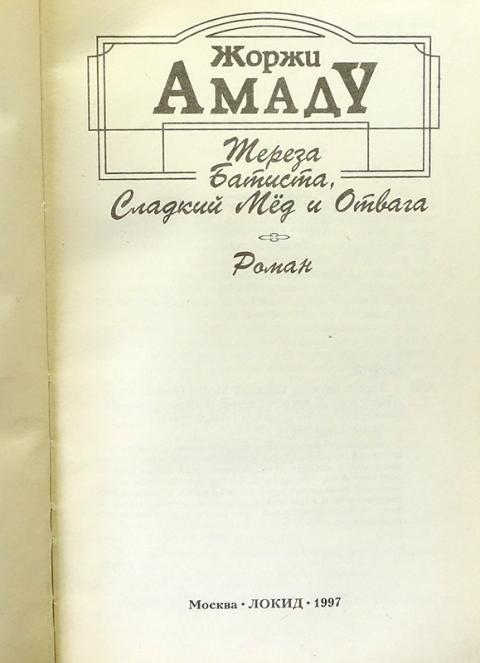 Жоржи
АМАДУ
Тереза
Батиста,
Сладкий Мёд и Отвага
Роман
Москва • ЛОКИД • 1997